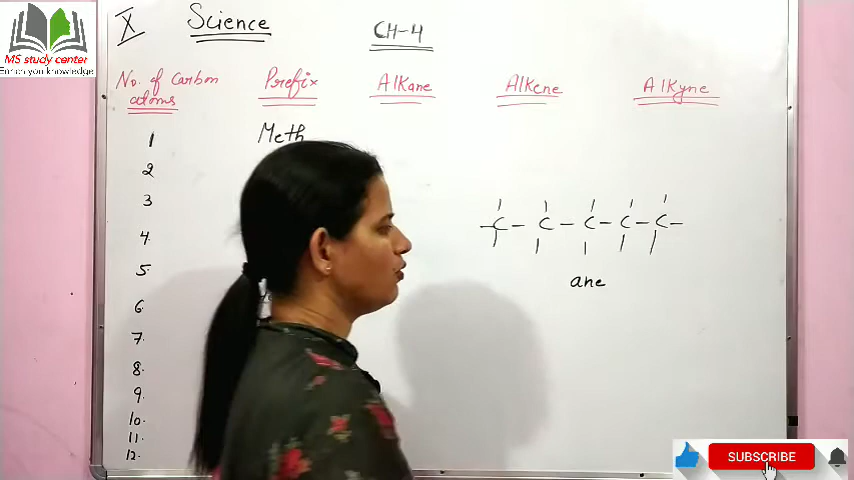 X Science
CH-4
MS study center
Enrich you knowledge
No. of Carbon atoms Prefix Alkane Alkene Alkyne
1 Meth
2
3
4.
5.
6.
7.
8.
9.
10.
11.
12.
- C - C - C - C - C -
ane
SUBSCRIBE